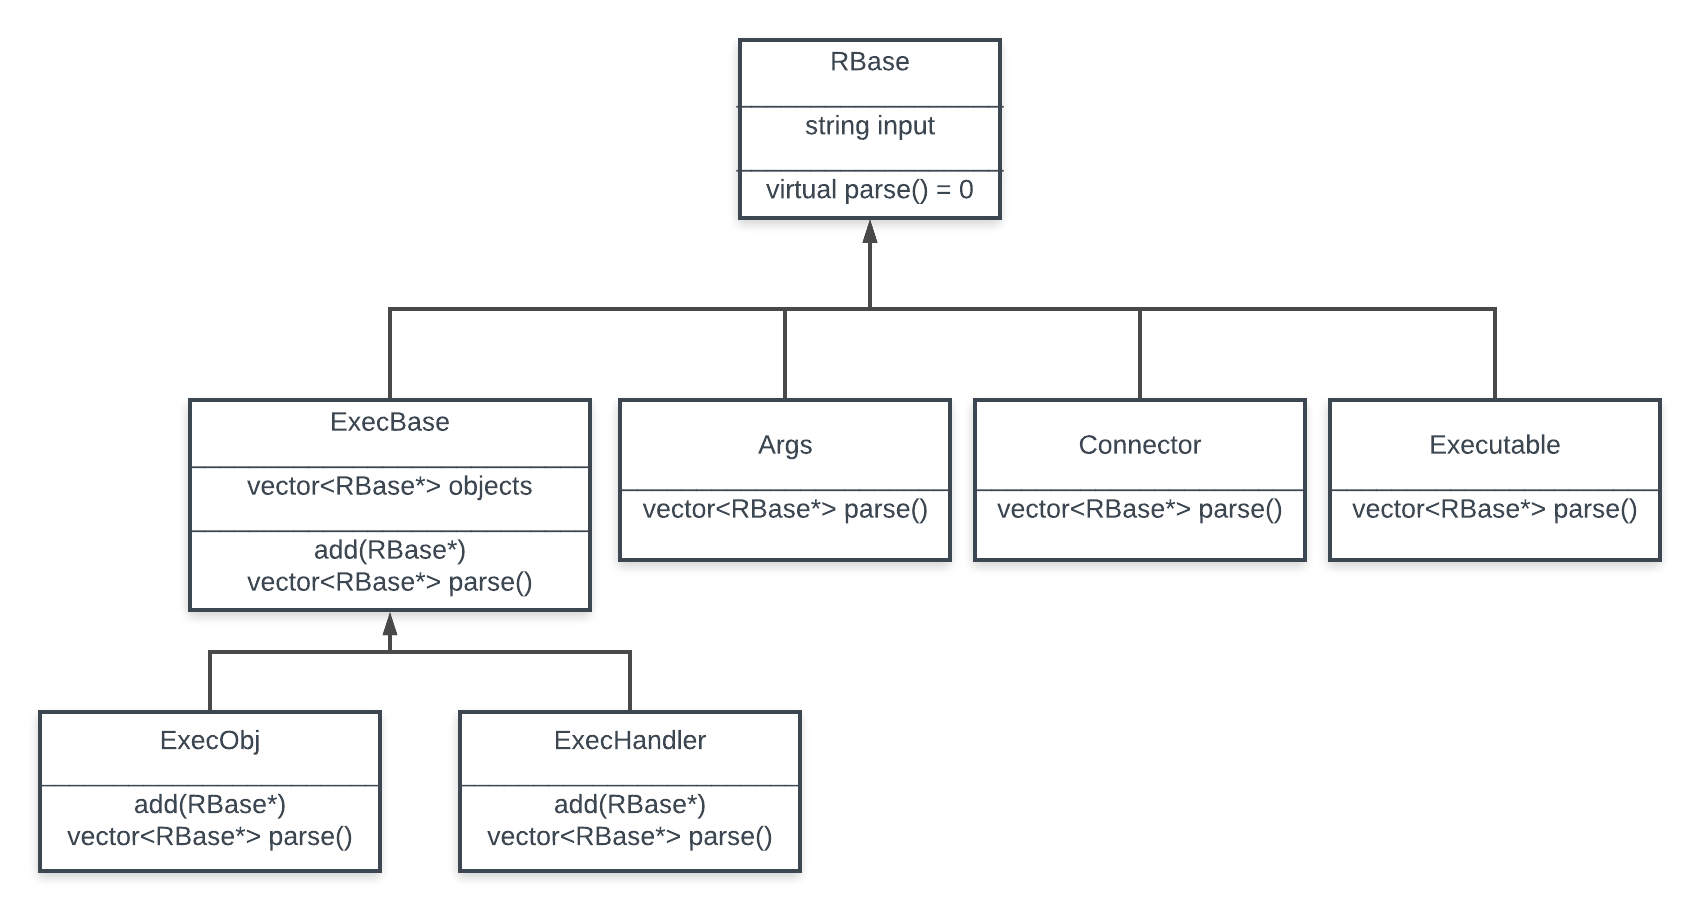 RBase
string input
virtual parse() = 0
ExecBase
vector<RBase*> objects
add(RBase*)
vector<RBase*> parse()
Args
vector<RBase*> parse()
Connector
vector<RBase*> parse()
Executable
vector<RBase*> parse()
ExecObj
add(RBase*)
vector<RBase*> parse()
ExecHandler
add(RBase*)
vector<RBase*> parse()